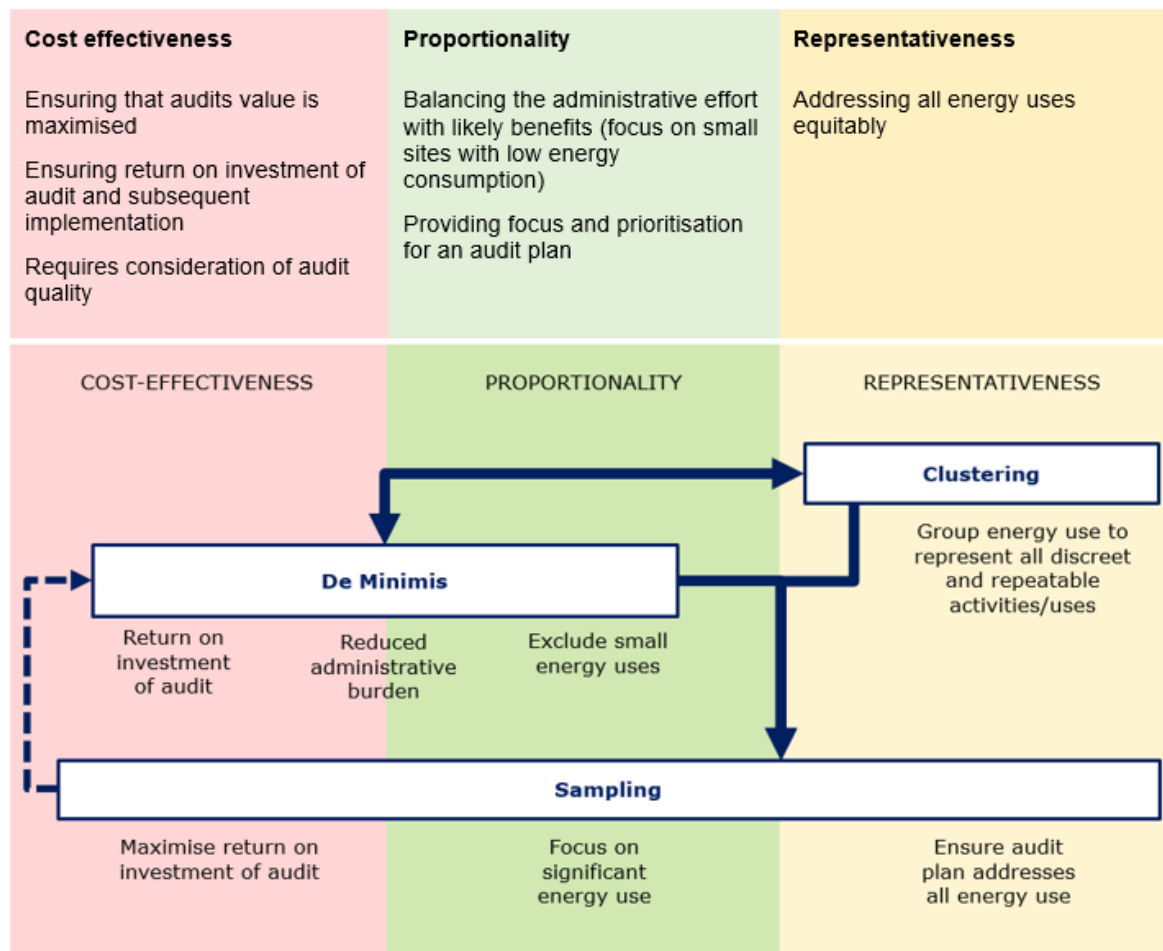 Cost effectiveness
Ensuring that audits value is
maximised
Ensuring return on investment of
audit and subsequent
implementation
Requires consideration of audit
quality
Proportionality
Balancing the administrative effort
with likely benefits (focus on small
sites with low energy
consumption)
Providing focus and prioritisation
for an audit plan
Representativeness
Addressing all energy uses
equitably
COST-EFFECTIVENESS
PROPORTIONALITY
REPRESENTATIVENESS
Clustering
Group energy use to
represent all discreet
and repeatable
activities/uses
De Minimis
Return on
investment
of audit
Reduced
administrative
burden
Exclude small
energy uses
Sampling
Maximise return on
investment of audit
Focus on
significant
energy use
Ensure audit
plan addresses
all energy use